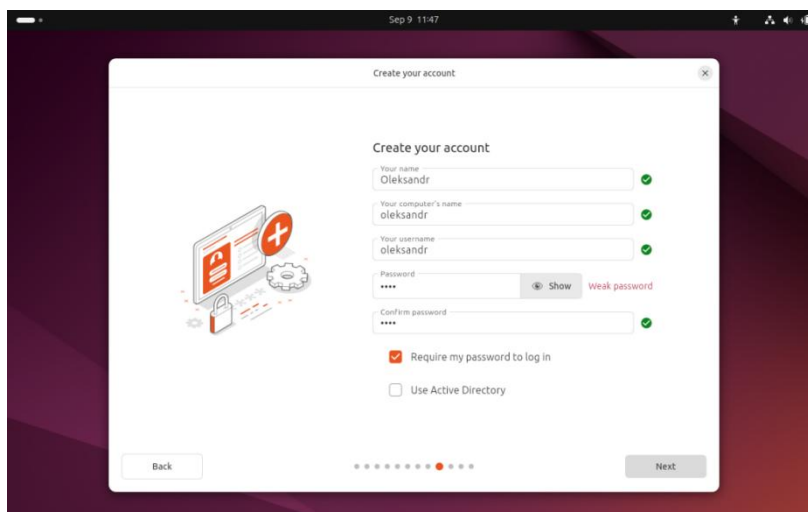 Sep 9 11:47
Create your account
Create your account
Your name
Oleksandr
Your computer's name
oleksandr
Your username
oleksandr
Password
••••
Show
Weak password
Confirm password
••••
Require my password to log in
Use Active Directory
Back
Next